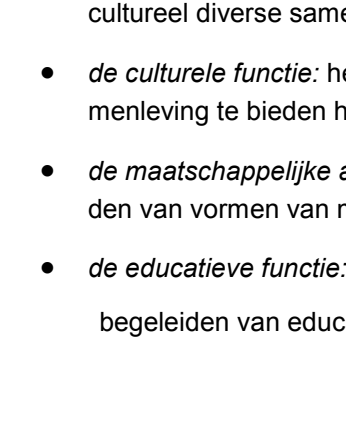 cultureel diverse same
• de culturele functie: he
menleving te bieden h
• de maatschappelijke a
den van vormen van n
• de educatieve functie:
begeleiden van educ